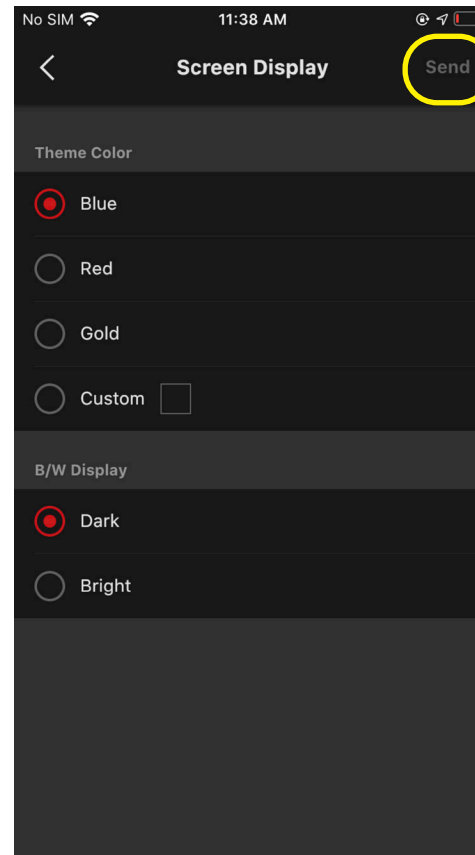 No SIM 11:38 AM
Screen Display Send
Theme Color
Blue
Red
Gold
Custom
B/W Display
Dark
Bright